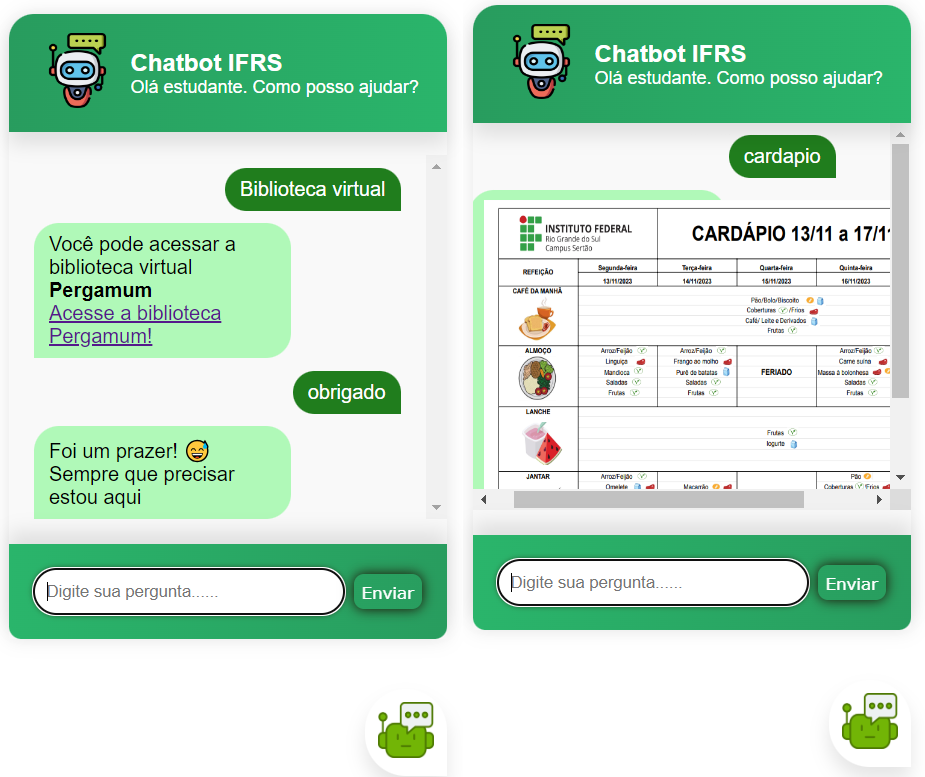 Chatbot IFRS
Olá estudante. Como posso ajudar?
Biblioteca virtual
Você pode acessar a
biblioteca virtual
Pergamum
Acesse a biblioteca
Pergamum!
obrigado
Foi um prazer! 😅
Sempre que precisar
estou aqui
Digite sua pergunta......
Enviar
Chatbot IFRS
Olá estudante. Como posso ajudar?
cardapio
INSTITUTO FEDERAL
Rio Grande do Sul
Campus Sertão
CARDÁPIO 13/11 a 17/1
REFEIÇÃO
Segunda-feira Terça-feira Quarta-feira Quinta-feira
13/11/2023 14/11/2023 15/11/2023 16/11/2023
CAFÉ DA MANHÃ
Pão/Bolo/Biscoito
Coberturas /Frios
Café/ Leite e Derivados
Frutas
ALMOÇO
Arroz/Feijão Arroz/Feijão Arroz/Feijão
Linguiça Frango ao molho Carne suína
Mandioca Purê de batatas FERIADO Massa à bolonhesa
Saladas Saladas Saladas
Frutas Frutas Frutas
LANCHE
Frutas
Iogurte
JANTAR
Arroz/Feijão Pão
Omelete Macarrão Coberturas /Frios
Digite sua pergunta......
Enviar